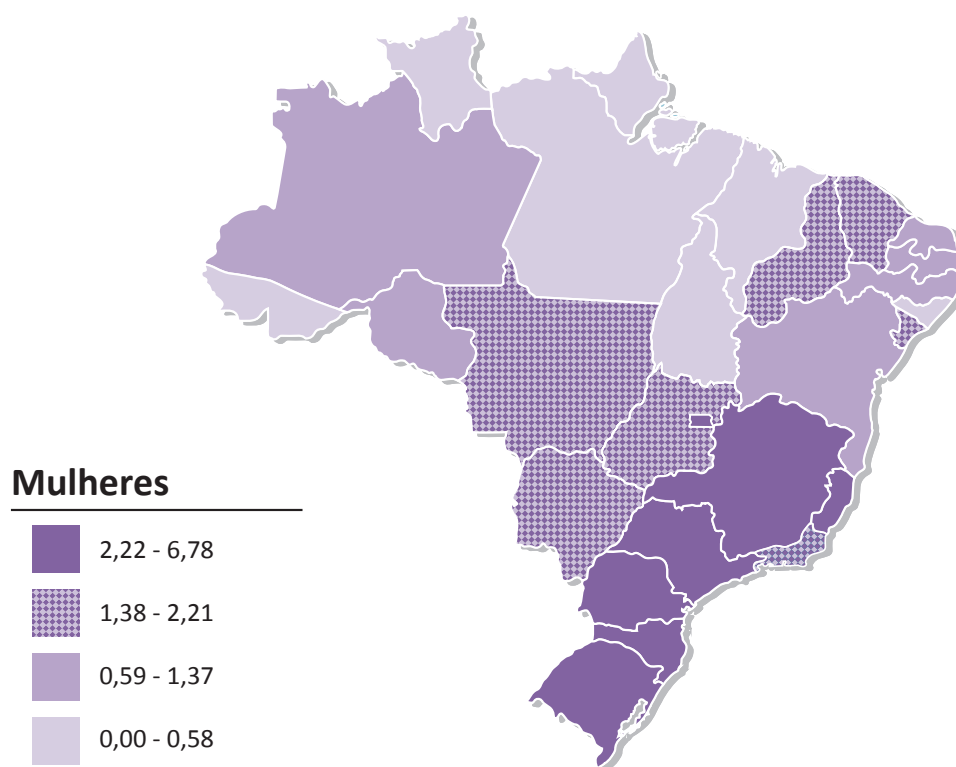 Mulheres
2,22 - 6,78
1,38 - 2,21
0,59 - 1,37
0,00 - 0,58